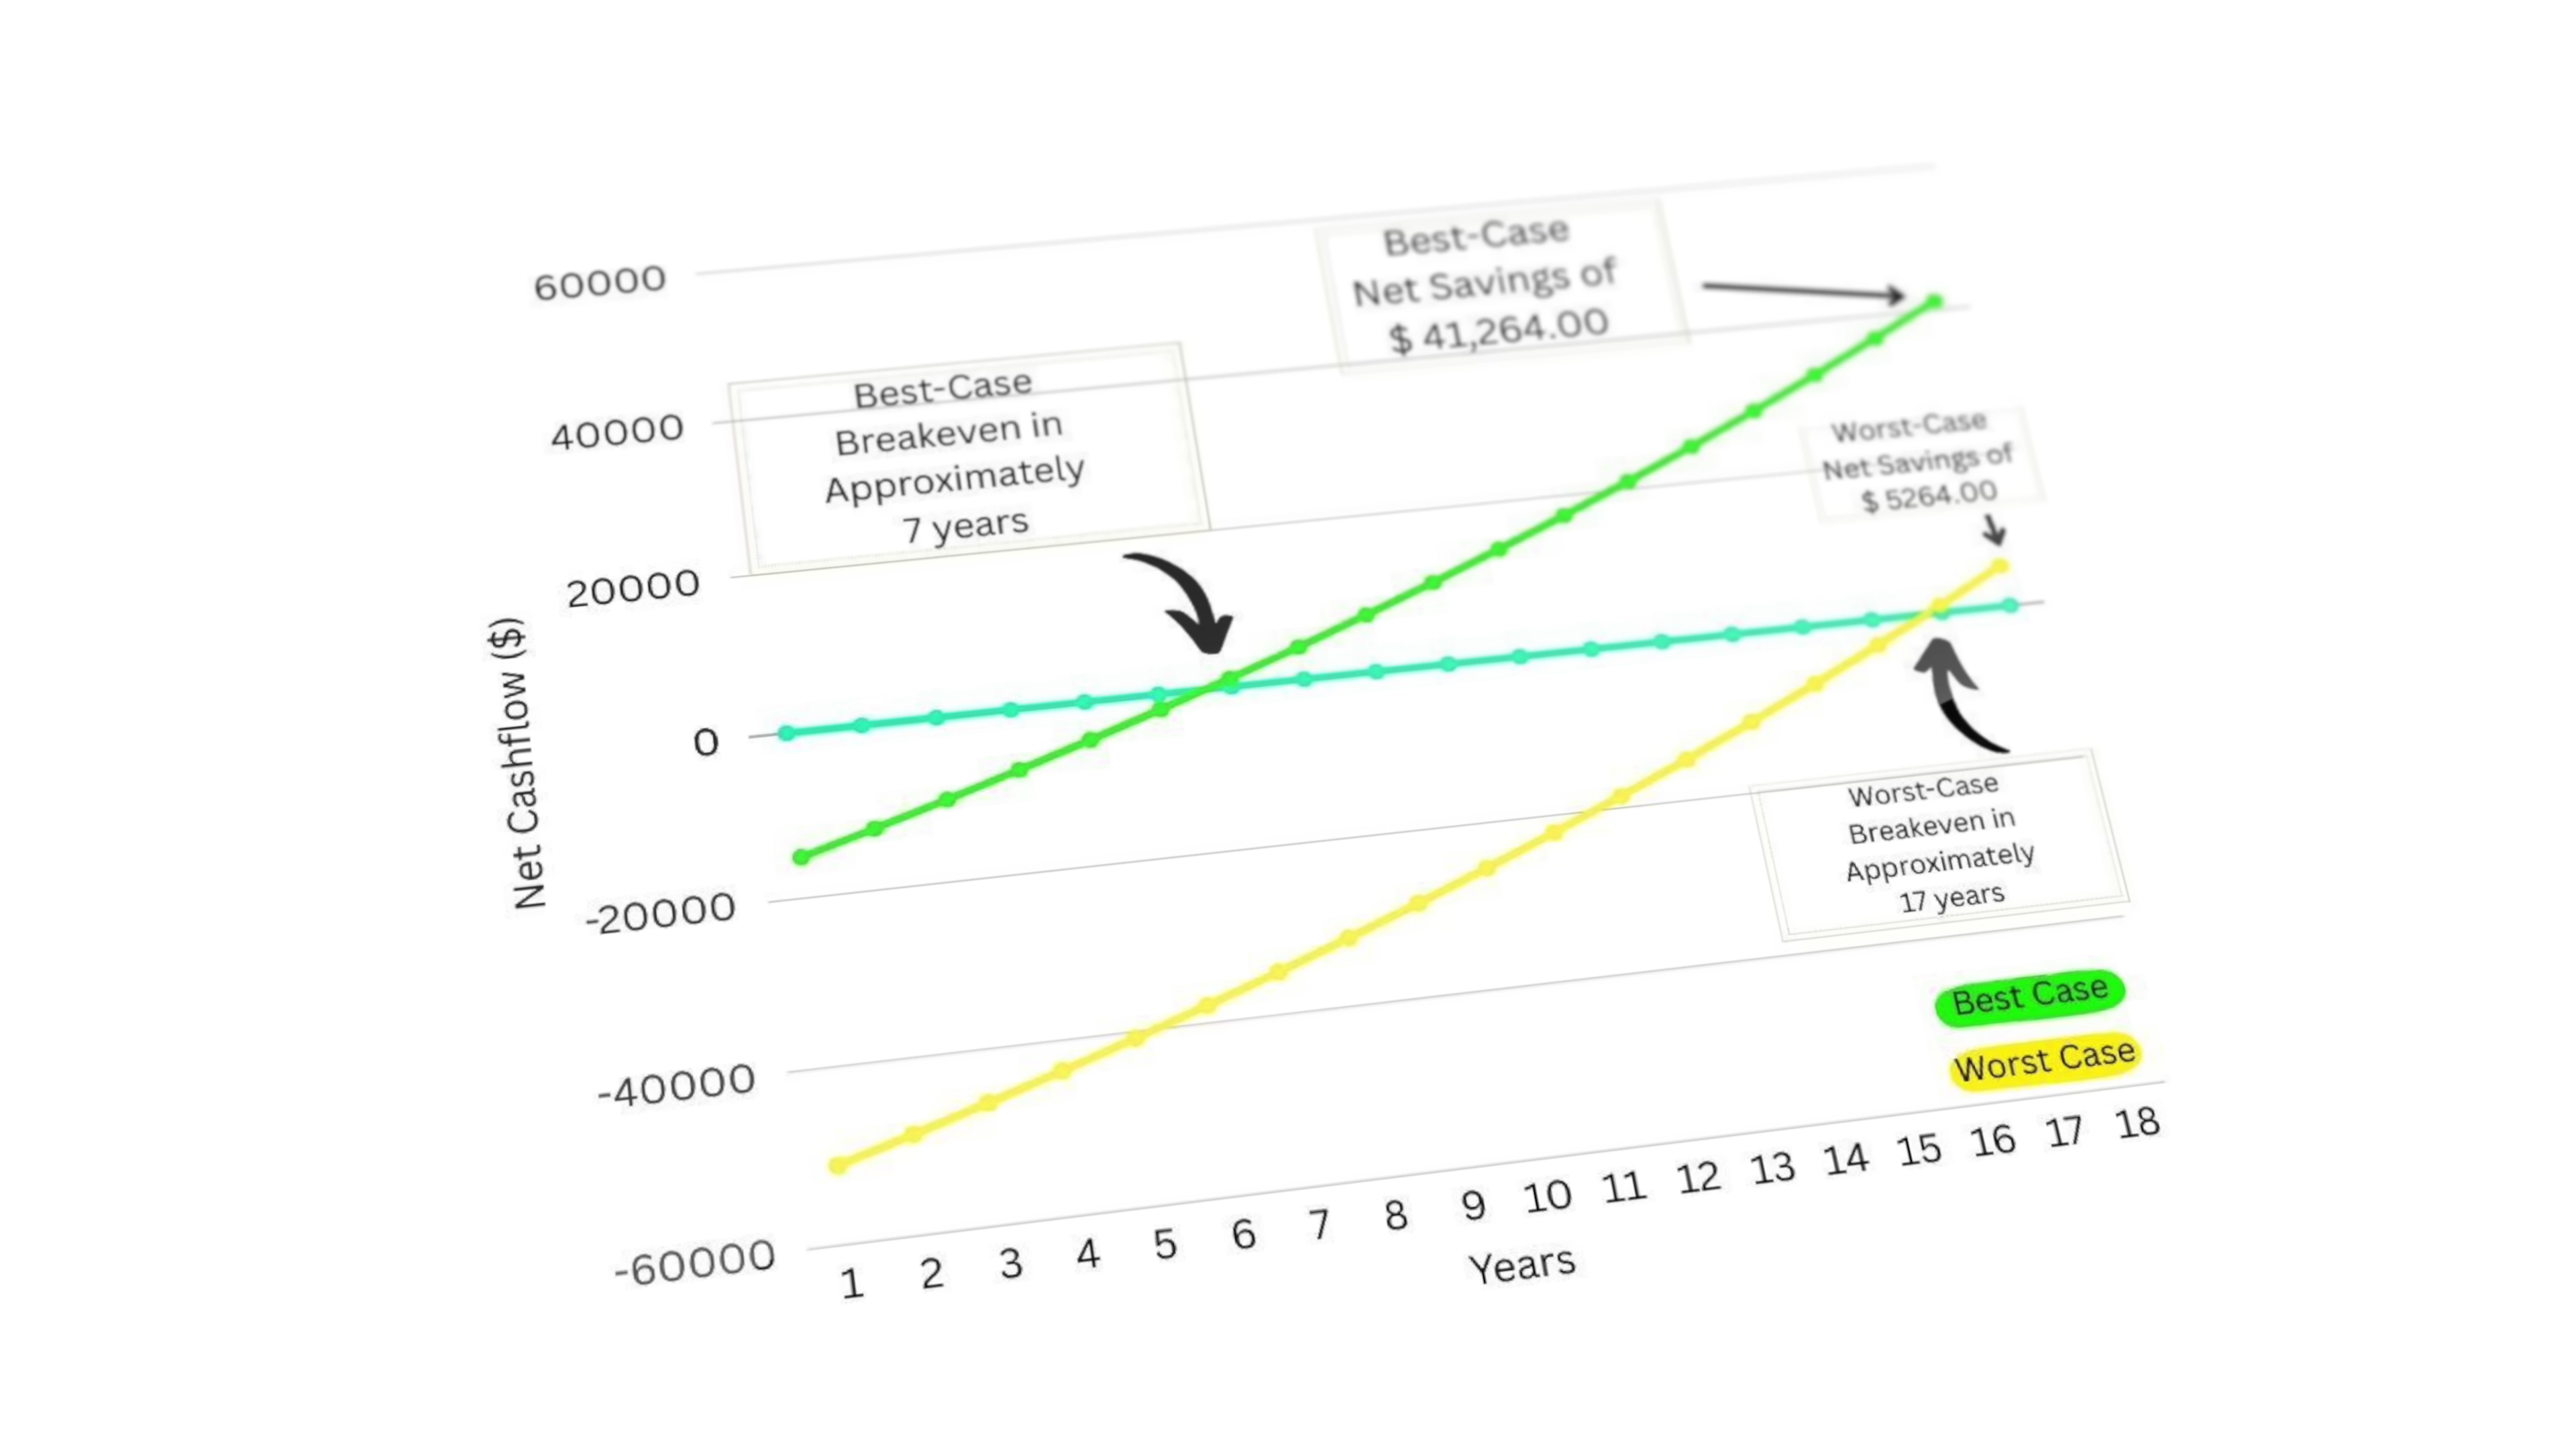 60000
40000
20000
0
-20000
-40000
-60000
Net Cashflow ($)
Best-Case
Breakeven in
Approximately
7 years
Best-Case
Net Savings of
$ 41,264.00
Worst-Case
Net Savings of
$ 5264.00
Worst-Case
Breakeven in
Approximately
17 years
Best Case
Worst Case
1 2 3 4 5 6 7 8 9 10 11 12 13 14 15 16 17 18
Years